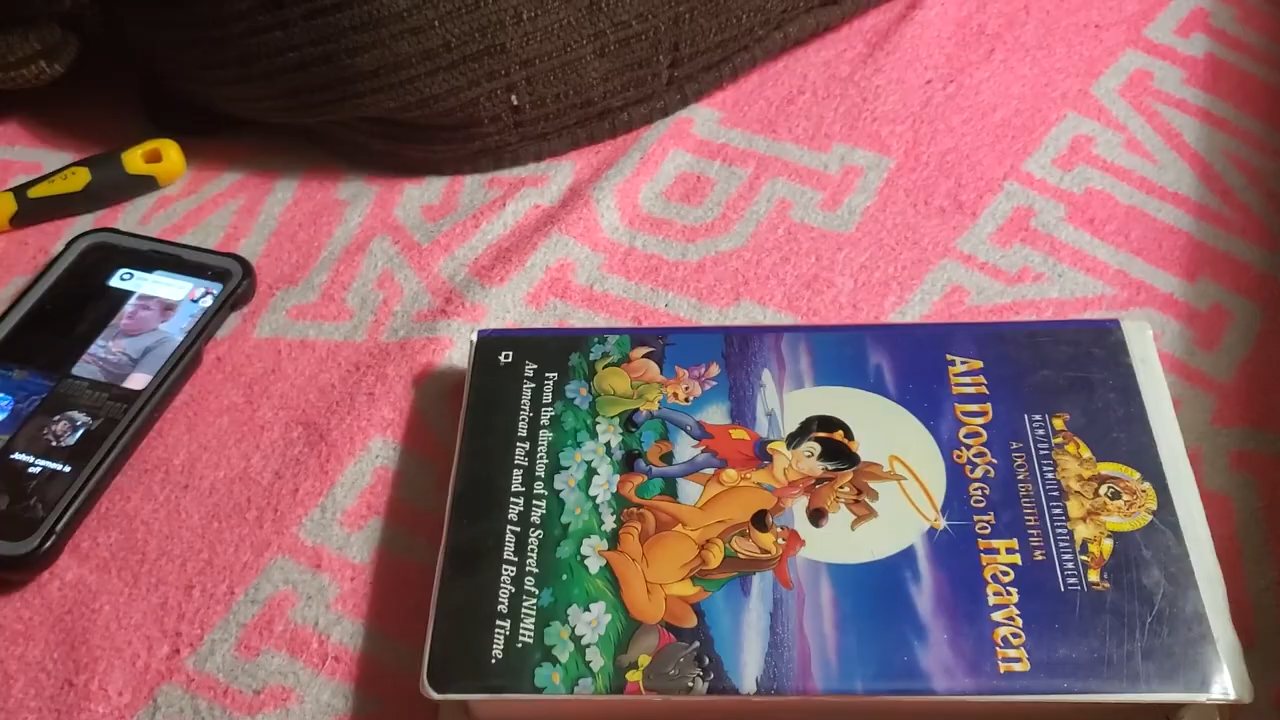 MGM/UA FAMILY ENTERTAINMENT
A DON BLUTH FILM
All Dogs Go To Heaven
From the director of The Secret of NIMH,
An American Tail and The Land Before Time.
John's camera is
off